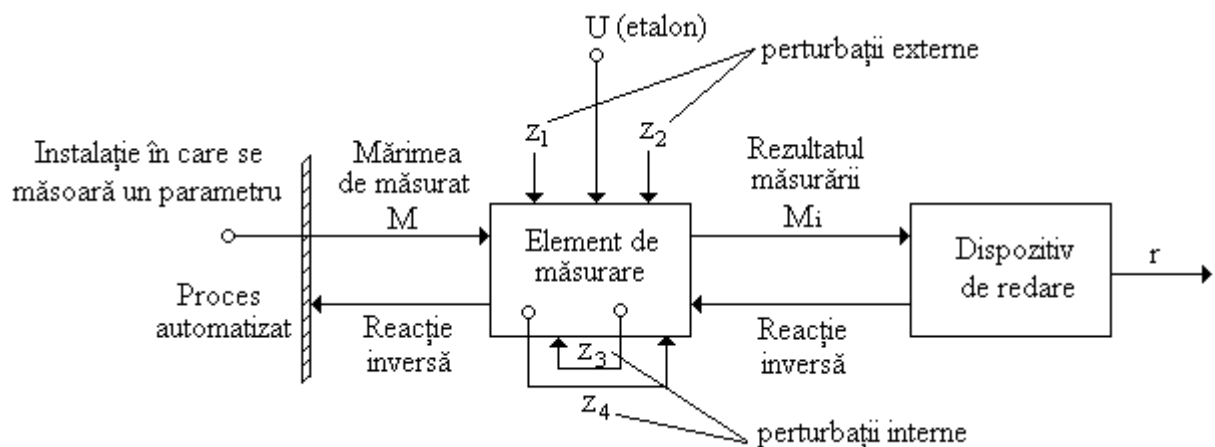 U (etalon)
perturbații externe
z1
z2
Instalație în care se
măsoară un parametru
Mărimea
de măsurat
M
Rezultatul
măsurării
Mi
Element de
măsurare
Dispozitiv
de redare
r
Proces
automatizat
Reacție
inversă
Reacție
inversă
z3
z4
perturbații interne